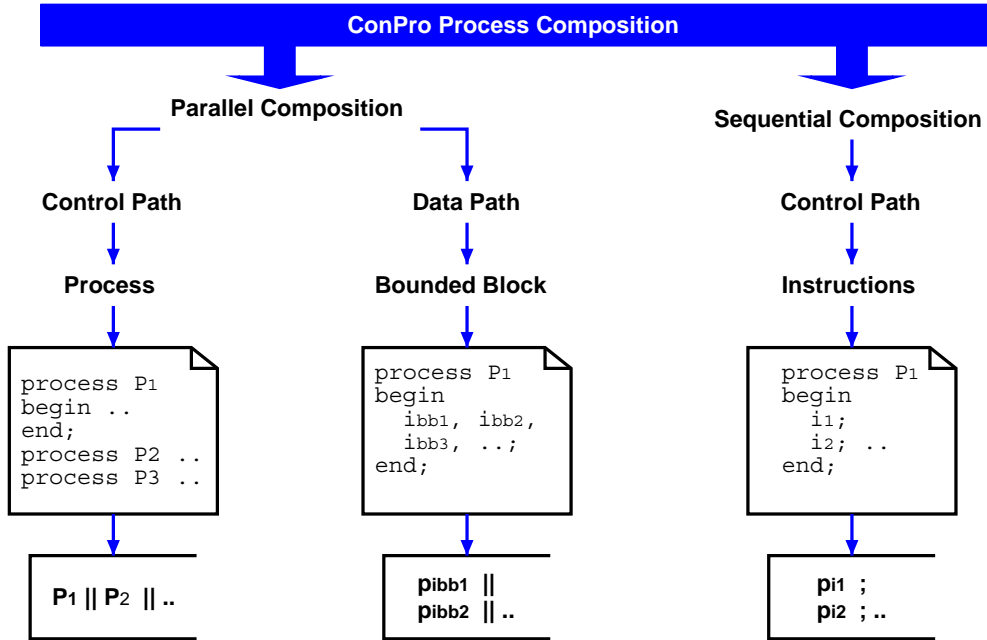 ConPro Process Composition
Parallel Composition
Sequential Composition
Control Path
Data Path
Control Path
Process
Bounded Block
Instructions
process P1
begin ..
end;
process P2 ..
process P3 ..
process P1
begin
ibb1, ibb2,
ibb3, ..;
end;
process P1
begin
i1;
i2; ..
end;
P1 || P2 || ..
pibb1 ||
pibb2 || ..
pi1 ;
pi2 ; ..